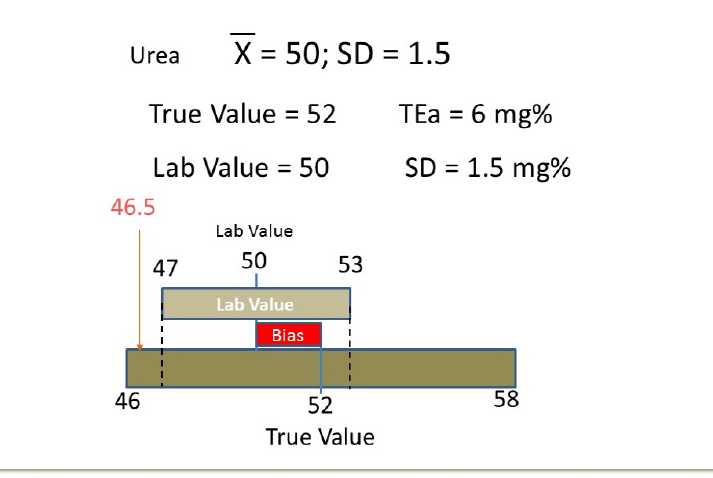 Urea X̅ = 50; SD = 1.5
True Value = 52 TEa = 6 mg%
Lab Value = 50 SD = 1.5 mg%
46.5
Lab Value
47 50 53
Lab Value
Bias
46 52 58
True Value